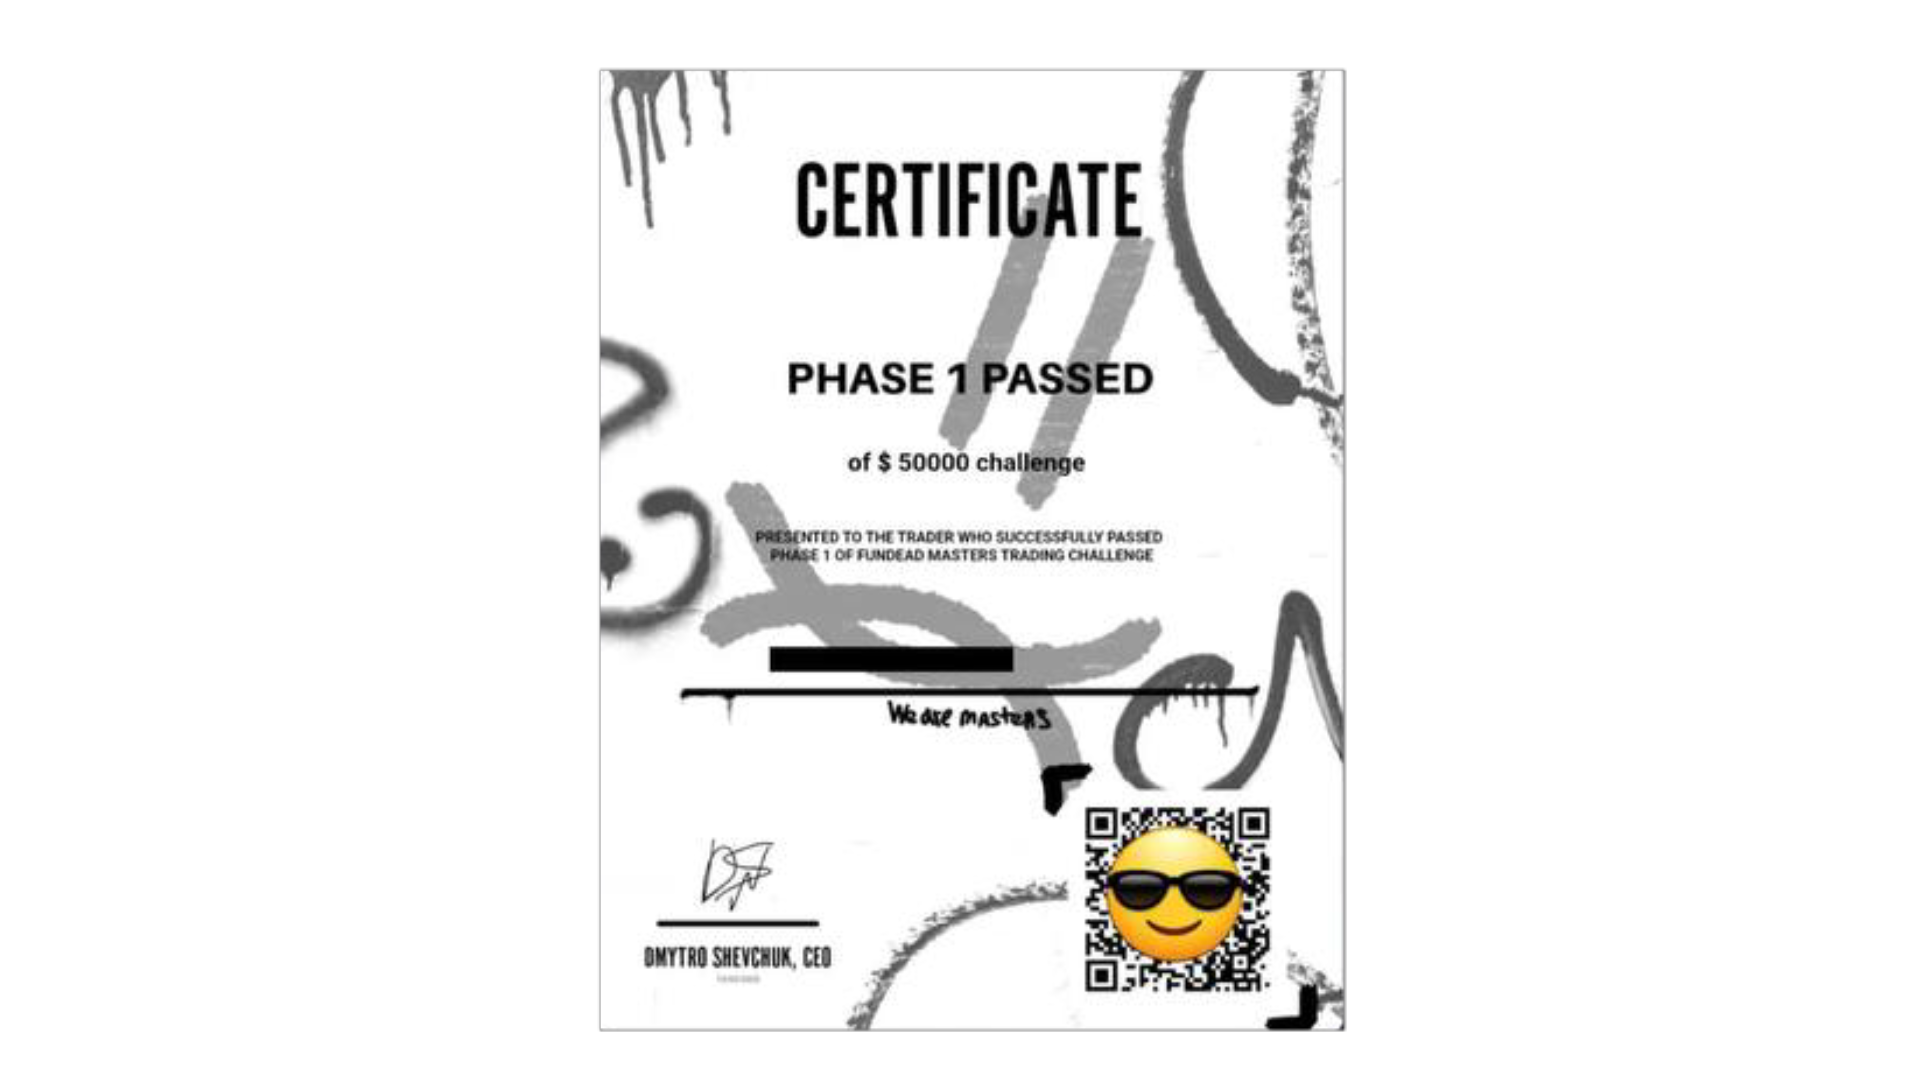 CERTIFICATE
PHASE 1 PASSED
of $ 50000 challenge
PRESENTED TO THE TRADER WHO SUCCESSFULLY PASSED
PHASE 1 OF FUNDEAD MASTERS TRADING CHALLENGE
We are mAsteRS
DMYTRO SHEVCHUK, CEO